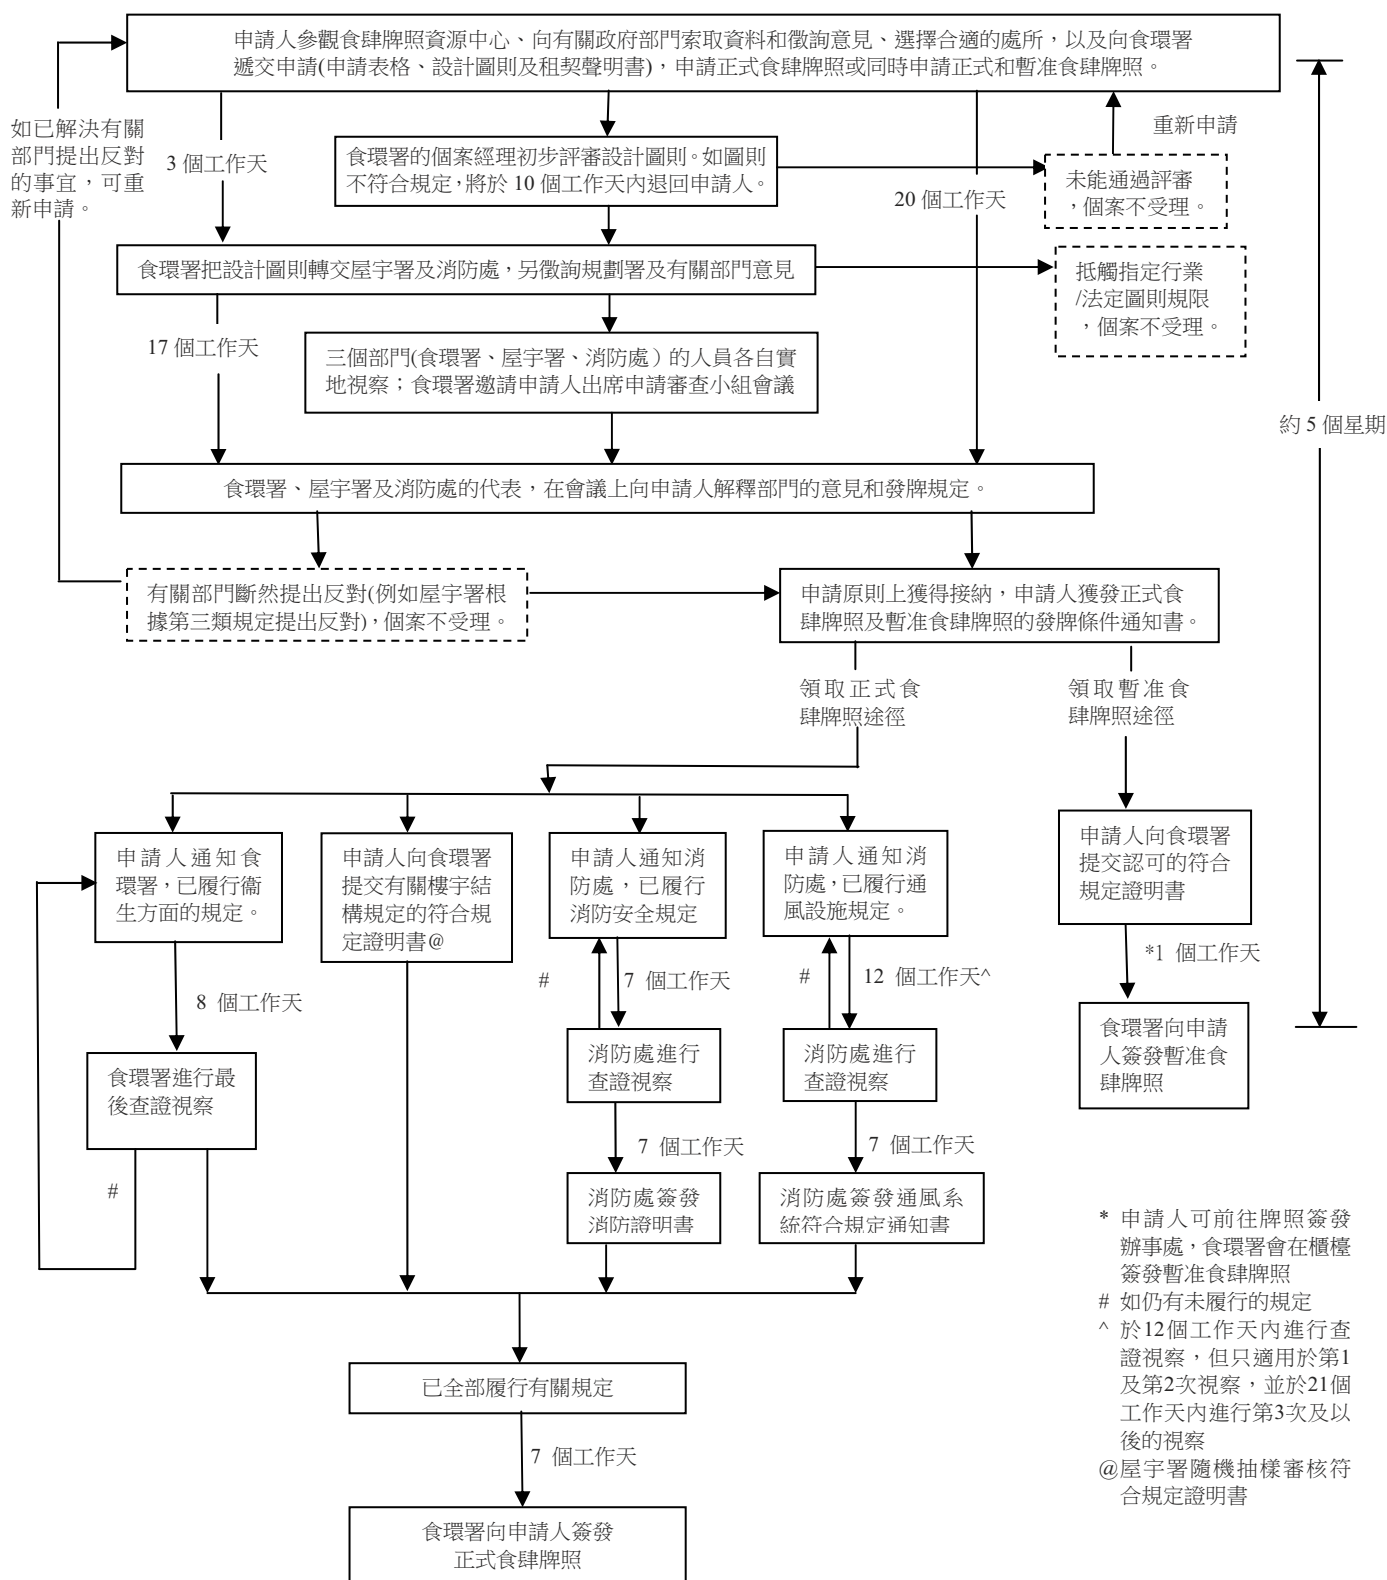 申請人參觀食肆牌照資源中心、向有關政府部門索取資料和徵詢意見、選擇合適的處所，以及向食環署
遞交申請(申請表格、設計圖則及租契聲明書)，申請正式食肆牌照或同時申請正式和暫准食肆牌照。
如已解決有關
部門提出反對
的事宜，可重
新申請。
3 個工作天
食環署的個案經理初步評審設計圖則。如圖則
不符合規定，將於 10 個工作天內退回申請人。
20 個工作天
重新申請
未能通過評審
，個案不受理。
食環署把設計圖則轉交屋宇署及消防處，另徵詢規劃署及有關部門意見
抵觸指定行業
/法定圖則規限
，個案不受理。
17 個工作天
三個部門(食環署、屋宇署、消防處）的人員各自實
地視察；食環署邀請申請人出席申請審查小組會議
約 5 個星期
食環署、屋宇署及消防處的代表，在會議上向申請人解釋部門的意見和發牌規定。
有關部門斷然提出反對(例如屋宇署根
據第三類規定提出反對)，個案不受理。
申請原則上獲得接納，申請人獲發正式食
肆牌照及暫准食肆牌照的發牌條件通知書。
領取正式食
肆牌照途徑
領取暫准食
肆牌照途徑
申請人通知食
環署，已履行衞
生方面的規定。
申請人向食環署
提交有關樓宇結
構規定的符合規
定證明書@
申請人通知消
防處，已履行
消防安全規定
申請人通知消
防處，已履行通
風設施規定。
申請人向食環署
提交認可的符合
規定證明書
8 個工作天
#
7 個工作天
#
12 個工作天^
*1 個工作天
食環署進行最
後查證視察
消防處進行
查證視察
消防處進行
查證視察
食環署向申請
人簽發暫准食
肆牌照
#
7 個工作天
7 個工作天
消防處簽發
消防證明書
消防處簽發通風系
統符合規定通知書
* 申請人可前往牌照簽發
辦事處，食環署會在櫃檯
簽發暫准食肆牌照
# 如仍有未履行的規定
^ 於12個工作天內進行查
證視察，但只適用於第1
及第2次視察，並於21個
工作天內進行第3次及以
後的視察
@屋宇署隨機抽樣審核符
合規定證明書
已全部履行有關規定
7 個工作天
食環署向申請人簽發
正式食肆牌照